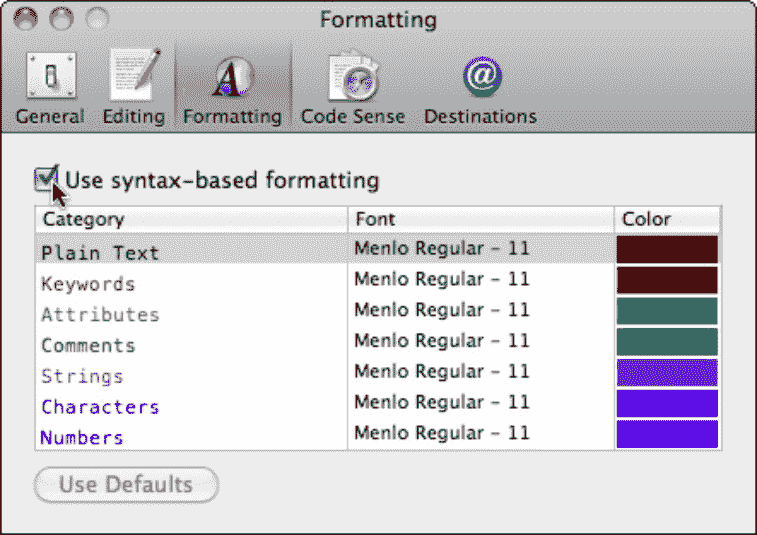 Formatting
General Editing Formatting Code Sense Destinations
Use syntax-based formatting
Category Font Color
Plain Text Menlo Regular - 11
Keywords Menlo Regular - 11
Attributes Menlo Regular - 11
Comments Menlo Regular - 11
Strings Menlo Regular - 11
Characters Menlo Regular - 11
Numbers Menlo Regular - 11
Use Defaults